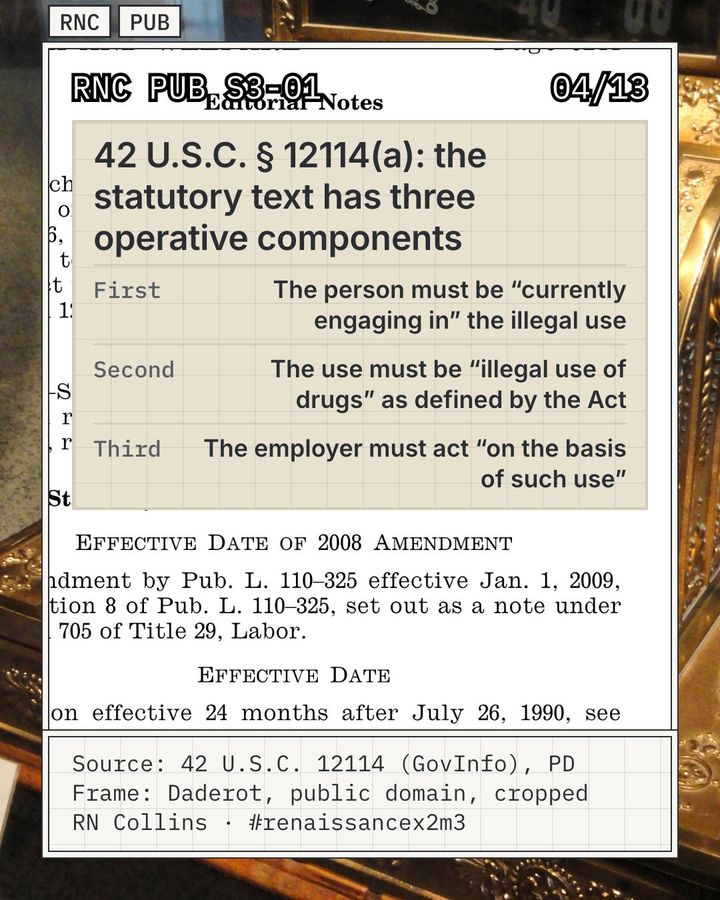 RNC PUB
RNC PUB S3-01 04/13
Editorial Notes
42 U.S.C. § 12114(a): the
statutory text has three
operative components
First The person must be “currently
engaging in” the illegal use
Second The use must be “illegal use of
drugs” as defined by the Act
Third The employer must act “on the basis
of such use”
EFFECTIVE DATE OF 2008 AMENDMENT
ndment by Pub. L. 110–325 effective Jan. 1, 2009,
tion 8 of Pub. L. 110–325, set out as a note under
705 of Title 29, Labor.
EFFECTIVE DATE
on effective 24 months after July 26, 1990, see
Source: 42 U.S.C. 12114 (GovInfo), PD
Frame: Daderot, public domain, cropped
RN Collins · #renaissancex2m3